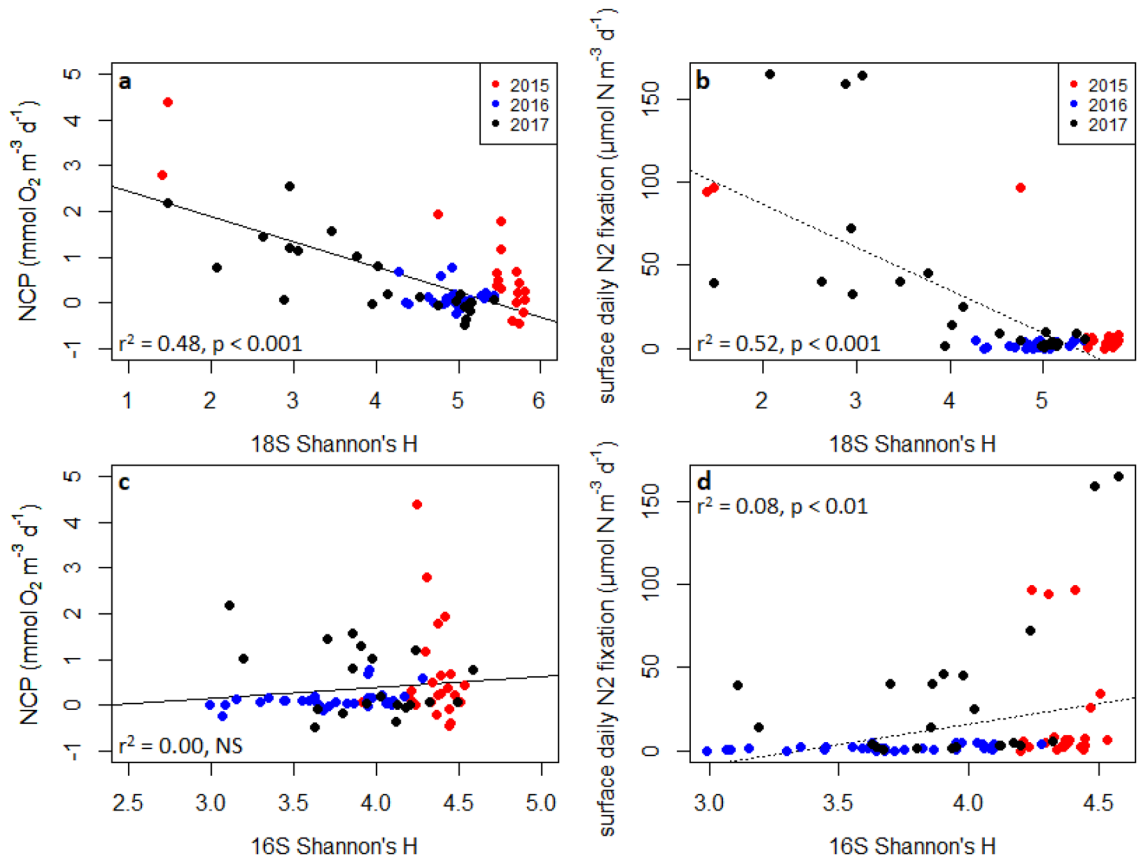 a
NCP (mmol O2 m-3 d-1)
5
4
3
2
1
0
-1
2015
2016
2017
r2 = 0.48, p < 0.001
1 2 3 4 5 6
18S Shannon's H
b
surface daily N2 fixation (µmol N m-3 d-1)
150
100
50
0
2015
2016
2017
r2 = 0.52, p < 0.001
2 3 4 5
18S Shannon's H
c
NCP (mmol O2 m-3 d-1)
5
4
3
2
1
0
-1
r2 = 0.00, NS
2.5 3.0 3.5 4.0 4.5 5.0
16S Shannon's H
d
r2 = 0.08, p < 0.01
surface daily N2 fixation (µmol N m-3 d-1)
150
100
50
0
3.0 3.5 4.0 4.5
16S Shannon's H